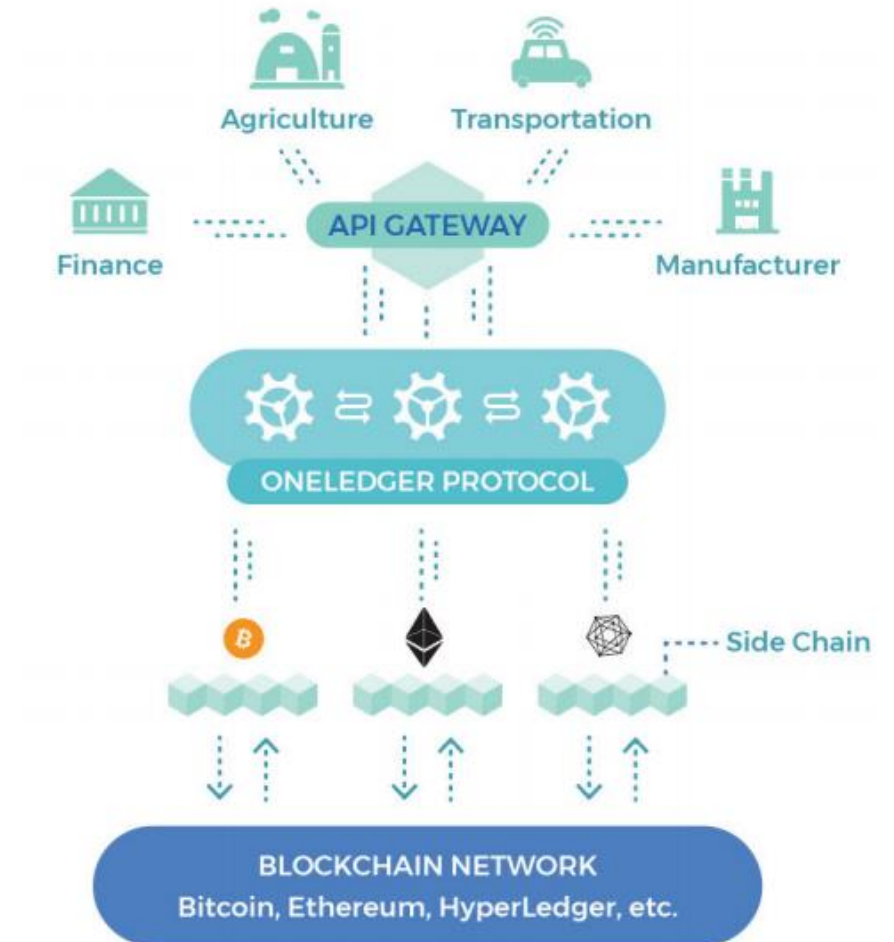 Agriculture
Transportation
API GATEWAY
Finance
Manufacturer
ONELEDGER PROTOCOL
Side Chain
BLOCKCHAIN NETWORK
Bitcoin, Ethereum, HyperLedger, etc.